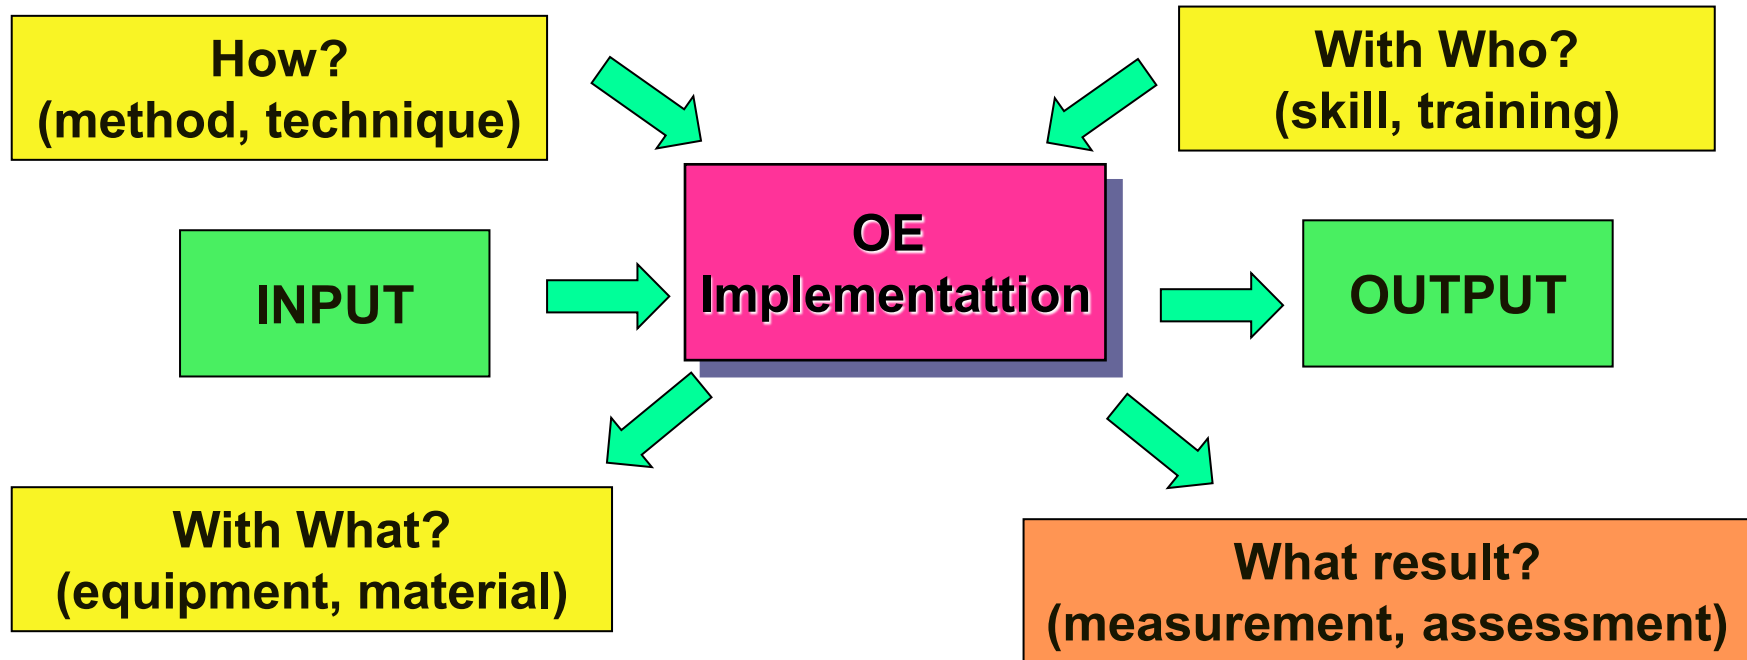 How?
(method, technique)
With Who?
(skill, training)
INPUT
OE
Implementattion
OUTPUT
With What?
(equipment, material)
What result?
(measurement, assessment)